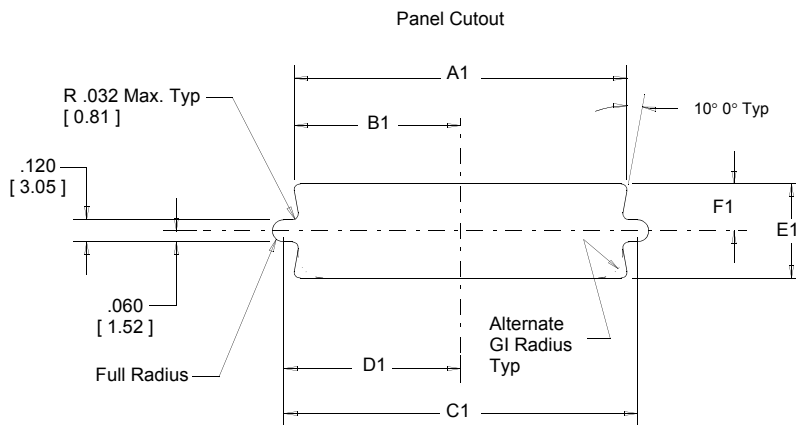 Panel Cutout
A1
R .032 Max. Typ
[ 0.81 ]
10° 0° Typ
B1
.120
[ 3.05 ]
F1
E1
.060
[ 1.52 ]
Alternate
GI Radius
Typ
Full Radius
D1
C1